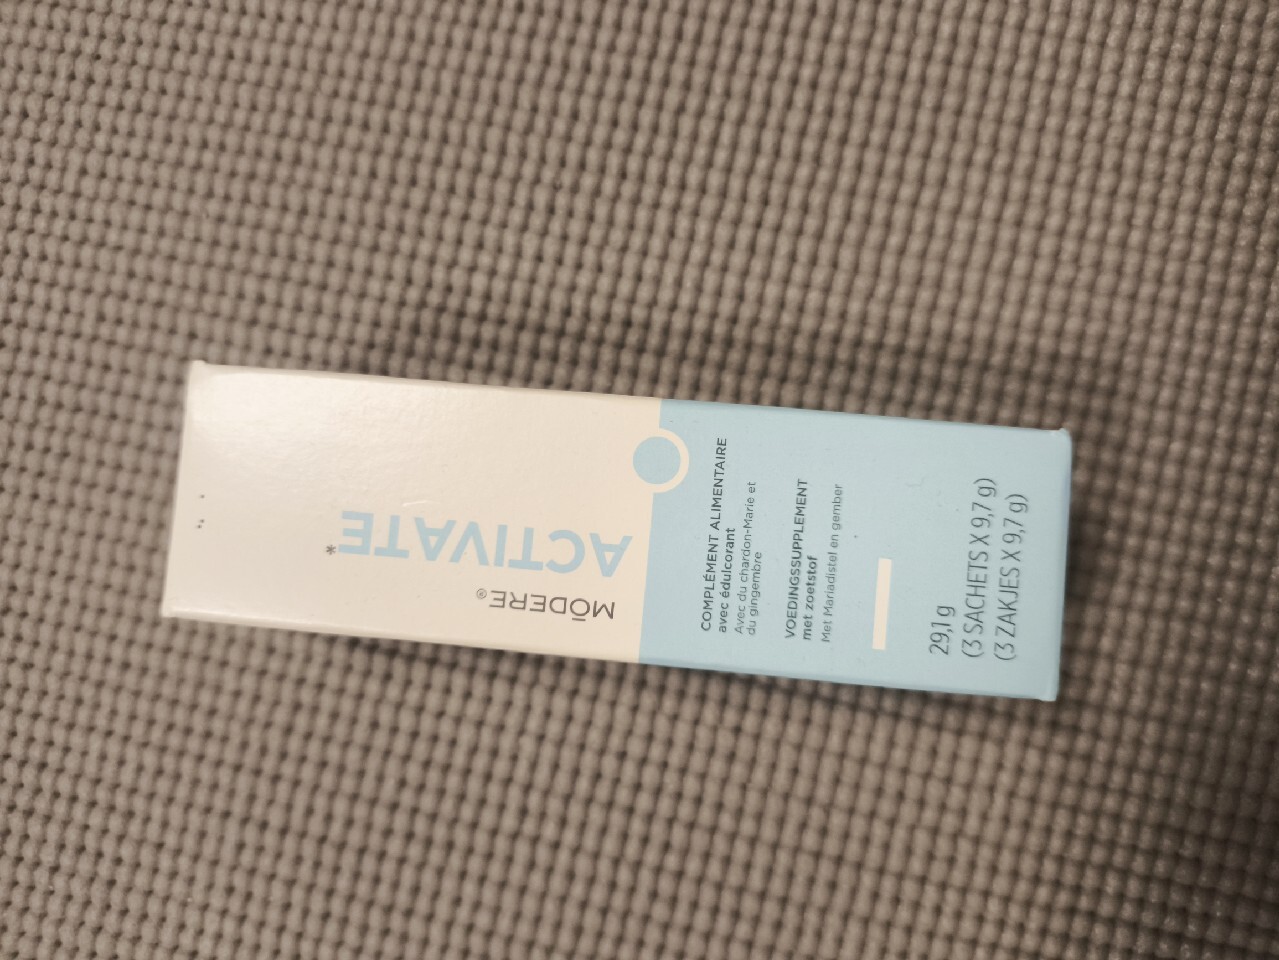 MODERE®
ACTIVATE*
COMPLÉMENT ALIMENTAIRE
avec édulcorant
Avec du chardon-Marie et
du gingembre
VOEDINGSSUPPLEMENT
met zoetstof
Met Mariadistel en gember
29,1 g
(3 SACHETS X 9,7 g)
(3 ZAKJES X 9,7 g)